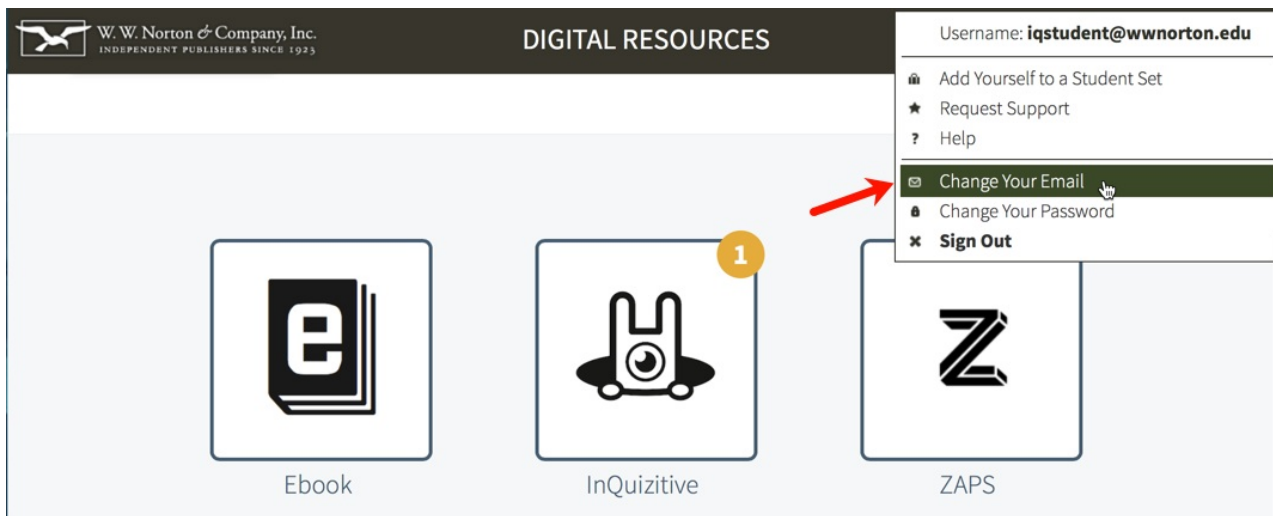 W. W. Norton & Company, Inc.
INDEPENDENT PUBLISHERS SINCE 1923
DIGITAL RESOURCES
Username: iqstudent@wwnorton.edu
Add Yourself to a Student Set
Request Support
? Help
Change Your Email
Change Your Password
Sign Out
e
1
Z
Ebook
InQuizitive
ZAPS